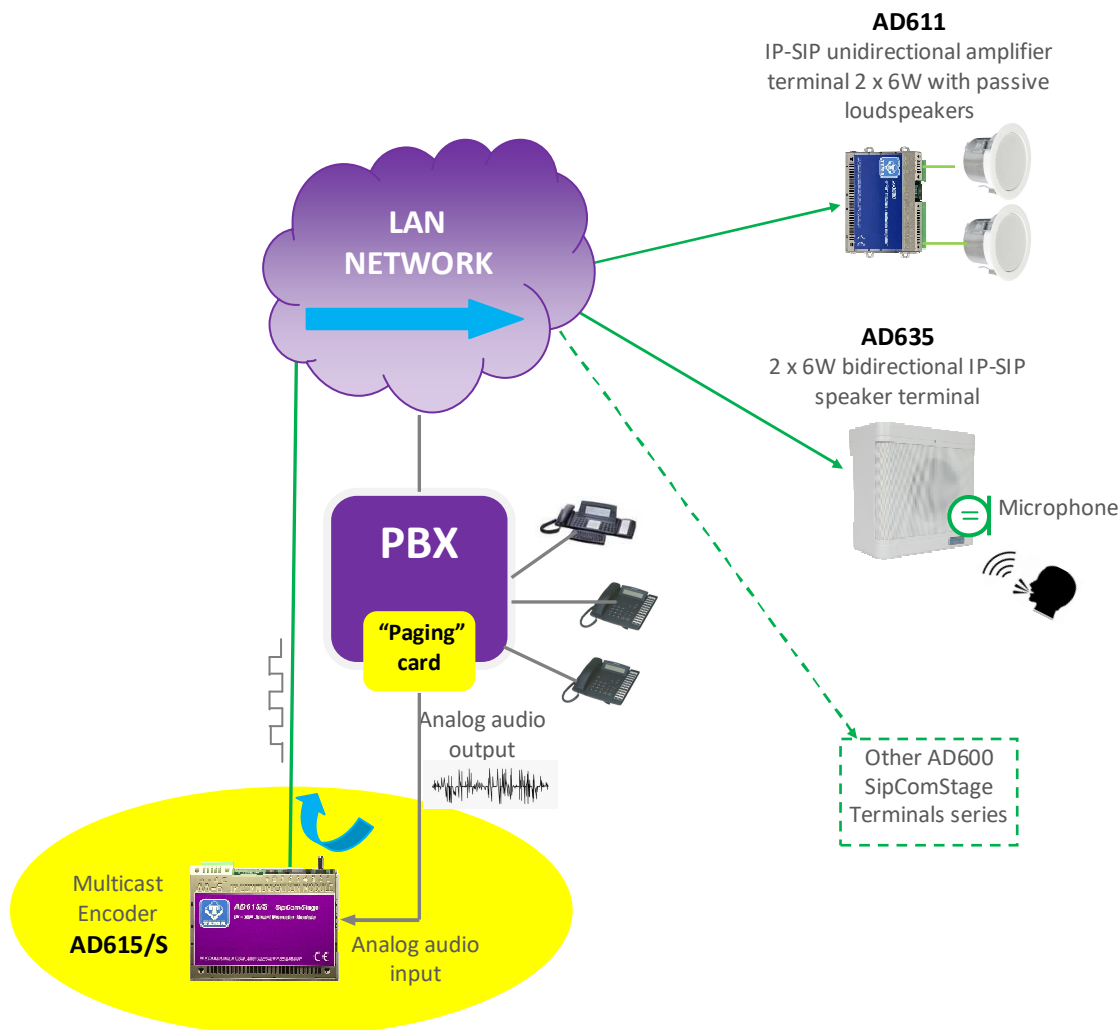 AD611
IP-SIP unidirectional amplifier
terminal 2 x 6W with passive
loudspeakers
LAN
NETWORK
AD635
2 x 6W bidirectional IP-SIP
speaker terminal
Microphone
PBX
“Paging”
card
Analog audio
output
Other AD600
SipComStage
Terminals series
Multicast
Encoder
AD615/S
AD615/S SipComStage
Analog audio
input